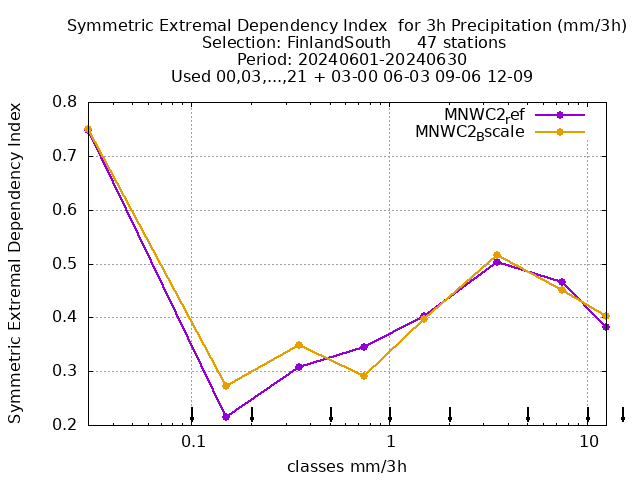 Symmetric Extremal Dependency Index for 3h Precipitation (mm/3h)
Selection: FinlandSouth 47 stations
Period: 20240601-20240630
Used 00,03,...,21 + 03-00 06-03 09-06 12-09
Symmetric Extremal Dependency Index
0.8
0.7
0.6
0.5
0.4
0.3
0.2
MNWC2ref
MNWC2Bscale
0.1 1 10
classes mm/3h